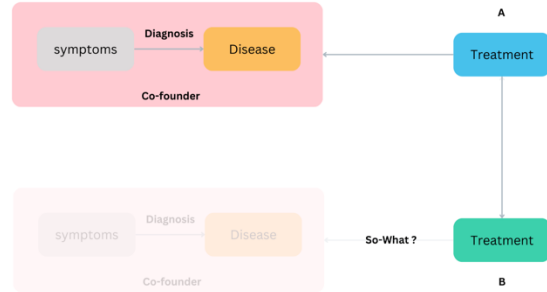 A
Diagnosis
symptoms
Disease
Treatment
Co-founder
Diagnosis
symptoms
Disease
So-What ?
Treatment
Co-founder
B